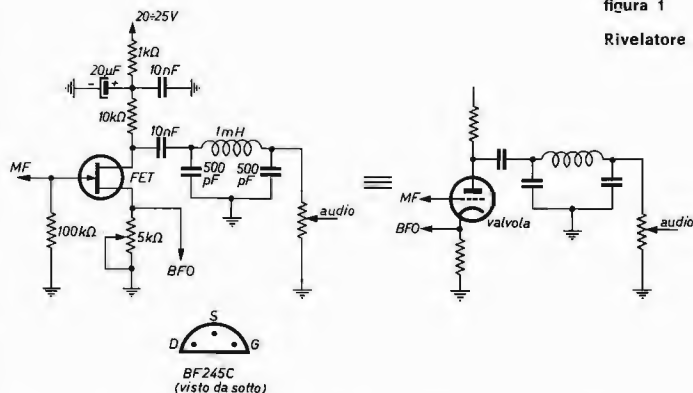 figura 1
Rivelatore
20÷25V
1kΩ
20µF
- +
10nF
10kΩ
10nF
1mH
500 pF
500 pF
MF
FET
100kΩ
5kΩ
BFO
audio
MF
BFO
valvola
audio
S
D G
BF245C
(visto da sotto)